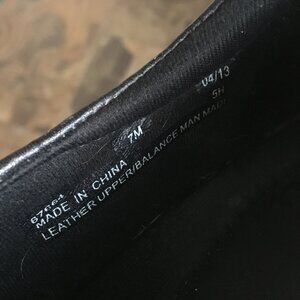 67664 7M 04/13
MADE IN CHINA 5H
LEATHER UPPER/BALANCE MAN MADE